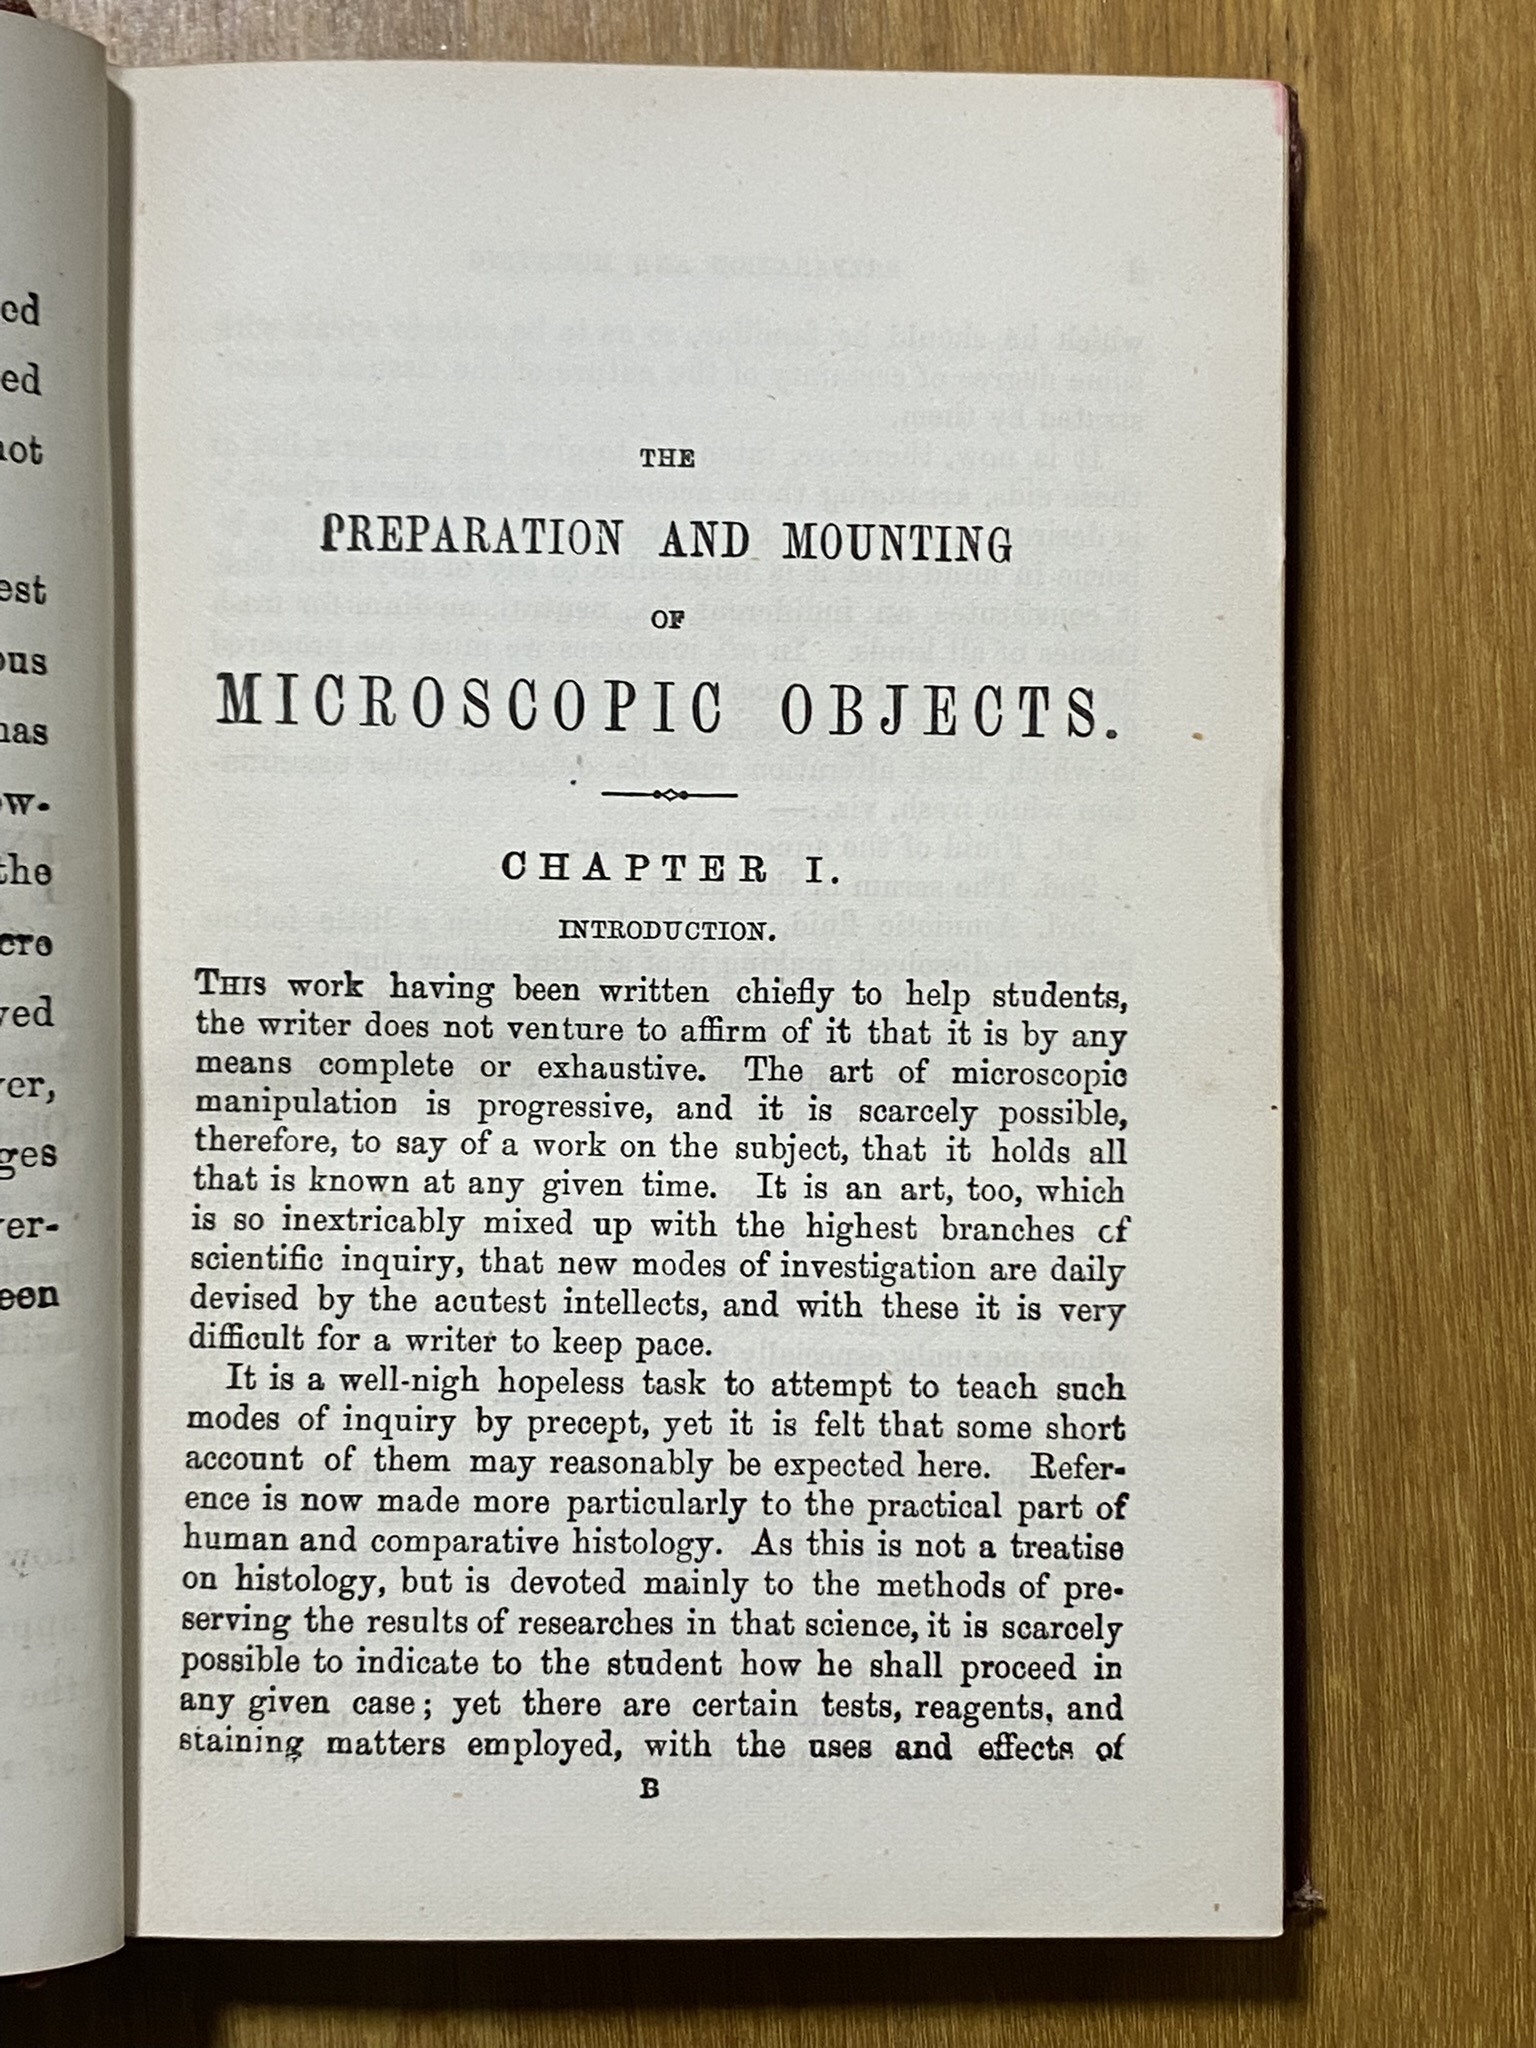 THE
PREPARATION AND MOUNTING
OF
MICROSCOPIC OBJECTS.
CHAPTER I.
INTRODUCTION.
THIS work having been written chiefly to help students,
the writer does not venture to affirm of it that it is by any
means complete or exhaustive. The art of microscopic
manipulation is progressive, and it is scarcely possible,
therefore, to say of a work on the subject, that it holds all
that is known at any given time. It is an art, too, which
is so inextricably mixed up with the highest branches of
scientific inquiry, that new modes of investigation are daily
devised by the acutest intellects, and with these it is very
difficult for a writer to keep pace.
It is a well-nigh hopeless task to attempt to teach such
modes of inquiry by precept, yet it is felt that some short
account of them may reasonably be expected here. Refer-
ence is now made more particularly to the practical part of
human and comparative histology. As this is not a treatise
on histology, but is devoted mainly to the methods of pre-
serving the results of researches in that science, it is scarcely
possible to indicate to the student how he shall proceed in
any given case; yet there are certain tests, reagents, and
staining matters employed, with the uses and effects of
B